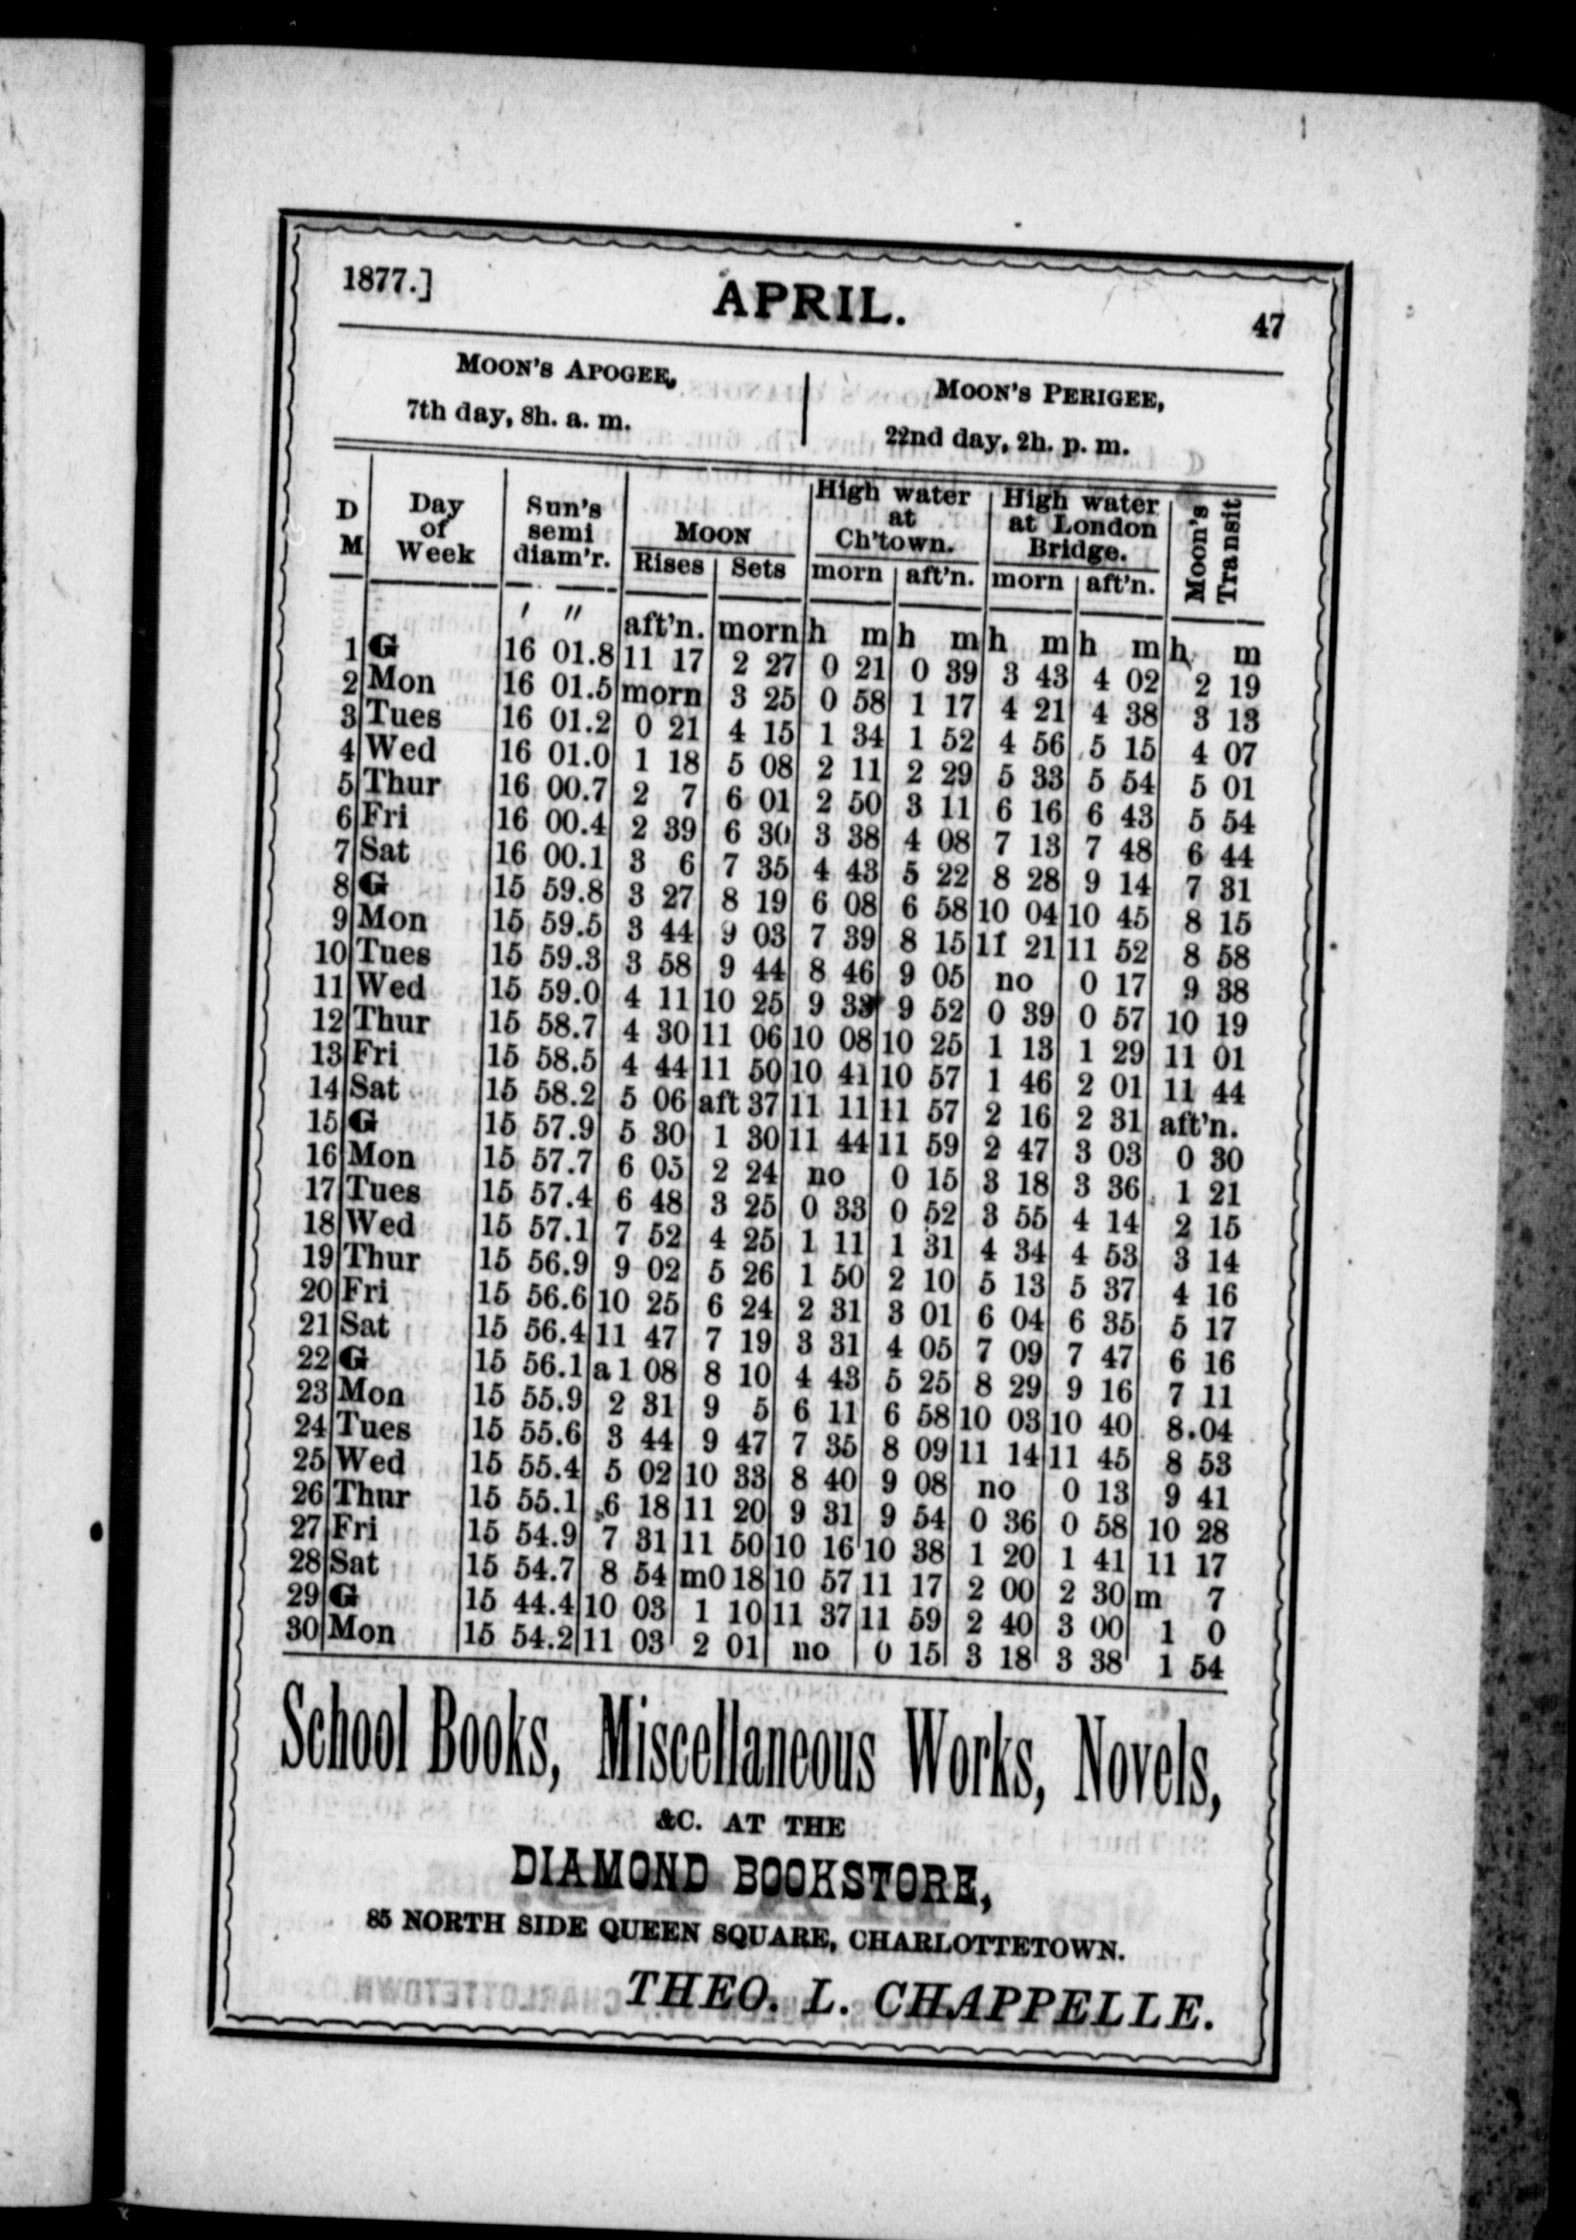 1877.] APRIL. 47
MOON'S APOGEE, MOON'S PERIGEE,
7th day, 8h. a. m. 22nd day, 2h. p. m.
D M Day of Week Sun's semi diam'r. MOON Rises Sets High water at Ch'town. morn aft'n. High water at London Bridge. morn aft'n. Moon's Transit
' " aft'n. morn h m h m h m h m h m
1 G 16 01.8 11 17 2 27 0 21 0 39 3 43 4 02 2 19
2 Mon 16 01.5 morn 3 25 0 58 1 17 4 21 4 38 3 13
3 Tues 16 01.2 0 21 4 15 1 34 1 52 4 56 5 15 4 07
4 Wed 16 01.0 1 18 5 08 2 11 2 29 5 33 5 54 5 01
5 Thur 16 00.7 2 7 6 01 2 50 3 11 6 16 6 43 5 54
6 Fri 16 00.4 2 39 6 30 3 38 4 08 7 13 7 48 6 44
7 Sat 16 00.1 3 6 7 35 4 43 5 22 8 28 9 14 7 31
8 G 15 59.8 3 27 8 19 6 08 6 58 10 04 10 45 8 15
9 Mon 15 59.5 3 44 9 03 7 39 8 15 11 21 11 52 8 58
10 Tues 15 59.3 3 58 9 44 8 46 9 05 no 0 17 9 38
11 Wed 15 59.0 4 11 10 25 9 33 9 52 0 39 0 57 10 19
12 Thur 15 58.7 4 30 11 06 10 08 10 25 1 13 1 29 11 01
13 Fri 15 58.5 4 44 11 50 10 41 10 57 1 46 2 01 11 44
14 Sat 15 58.2 5 06 aft 37 11 11 11 57 2 16 2 31 aft'n.
15 G 15 57.9 5 30 1 30 11 44 11 59 2 47 3 03 0 30
16 Mon 15 57.7 6 05 2 24 no 0 15 3 18 3 36 1 21
17 Tues 15 57.4 6 48 3 25 0 33 0 52 3 55 4 14 2 15
18 Wed 15 57.1 7 52 4 25 1 11 1 31 4 34 4 53 3 14
19 Thur 15 56.9 9 02 5 26 1 50 2 10 5 13 5 37 4 16
20 Fri 15 56.6 10 25 6 24 2 31 3 01 6 04 6 35 5 17
21 Sat 15 56.4 11 47 7 19 3 31 4 05 7 09 7 47 6 16
22 G 15 56.1 a1 08 8 10 4 43 5 25 8 29 9 16 7 11
23 Mon 15 55.9 2 31 9 5 6 11 6 58 10 03 10 40 8.04
24 Tues 15 55.6 3 44 9 47 7 35 8 09 11 14 11 45 8 53
25 Wed 15 55.4 5 02 10 33 8 40 9 08 no 0 13 9 41
26 Thur 15 55.1 6 18 11 20 9 31 9 54 0 36 0 58 10 28
27 Fri 15 54.9 7 31 11 50 10 16 10 38 1 20 1 41 11 17
28 Sat 15 54.7 8 54 m0 18 10 57 11 17 2 00 2 30 m 7
29 G 15 44.4 10 03 1 10 11 37 11 59 2 40 3 00 1 0
30 Mon 15 54.2 11 03 2 01 no 0 15 3 18 3 38 1 54
School Books, Miscellaneous Works, Novels,
&C. AT THE
DIAMOND BOOKSTORE,
85 NORTH SIDE QUEEN SQUARE, CHARLOTTETOWN.
THEO. L. CHAPPELLE.